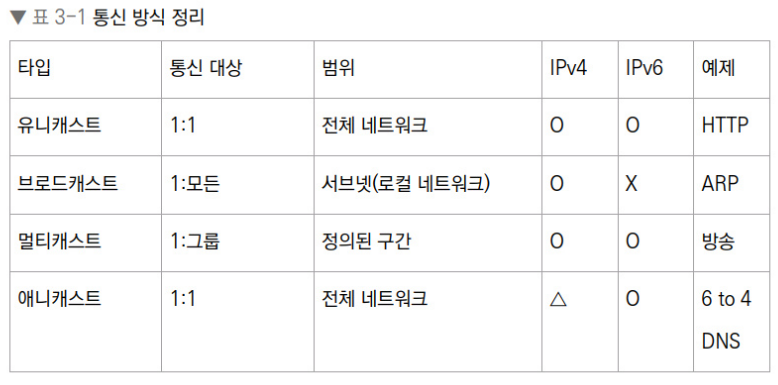 ▼ 표 3-1 통신 방식 정리
타입 통신 대상 범위 IPv4 IPv6 예제
유니캐스트 1:1 전체 네트워크 O O HTTP
브로드캐스트 1:모든 서브넷(로컬 네트워크) O X ARP
멀티캐스트 1:그룹 정의된 구간 O O 방송
애니캐스트 1:1 전체 네트워크 △ O 6 to 4
DNS